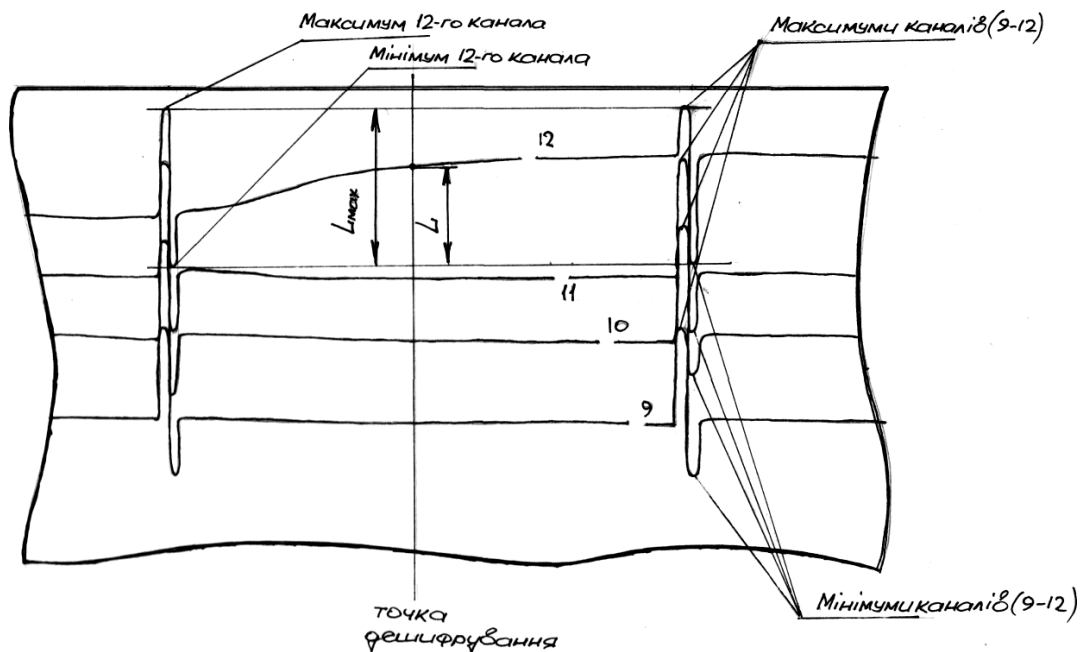 Максимум 12-го канала
Мінімум 12-го канала
Максимуми каналів (9-12)
12
Lмак
L
11
10
9
точка
дешифрування
Мінімуми каналів (9-12)